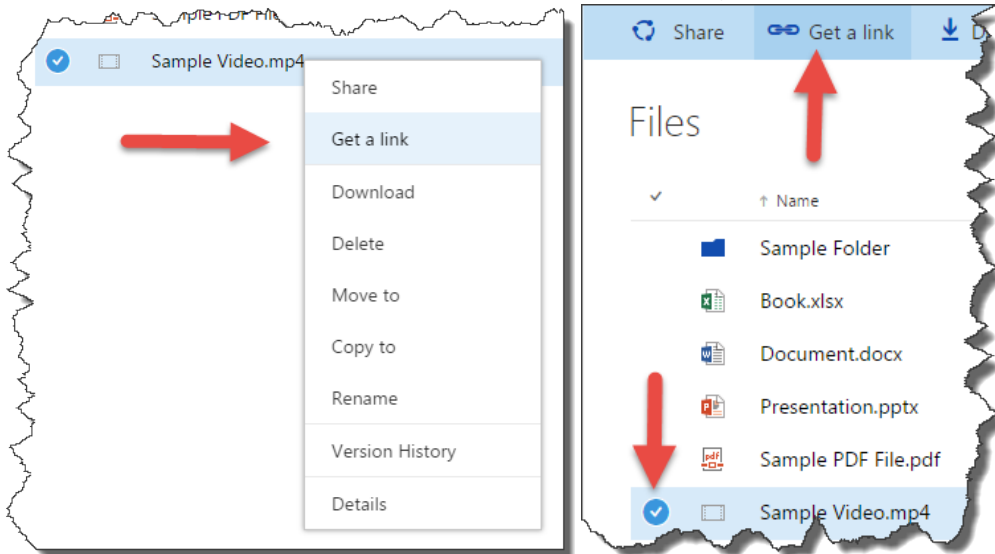 Sample Video.mp4
Share
Get a link
Download
Delete
Move to
Copy to
Rename
Version History
Details
Share Get a link
Files
↑ Name
Sample Folder
Book.xlsx
Document.docx
Presentation.pptx
pdf Sample PDF File.pdf
Sample Video.mp4